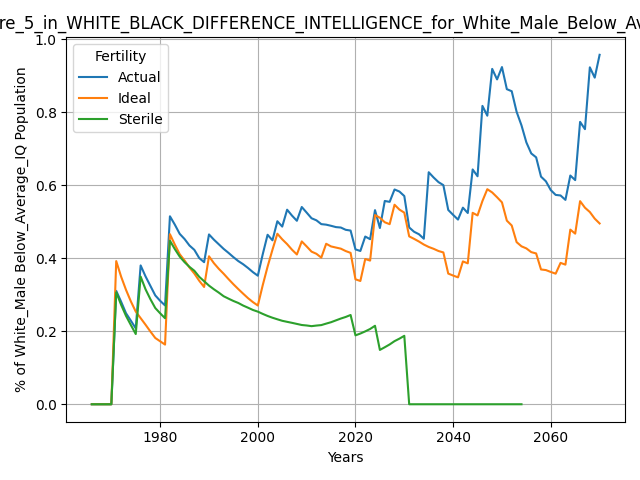 re_5_in_WHITE_BLACK_DIFFERENCE_INTELLIGENCE_for_White_Male_Below_Av
% of White_Male Below_Average_IQ Population
1.0
0.8
0.6
0.4
0.2
0.0
Fertility
Actual
Ideal
Sterile
1980
2000
2020
2040
2060
Years